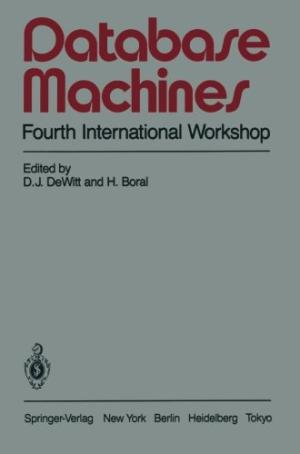 Database
Machines
Fourth International Workshop
Edited by
D.J. DeWitt and H. Boral
Springer-Verlag New York Berlin Heidelberg Tokyo